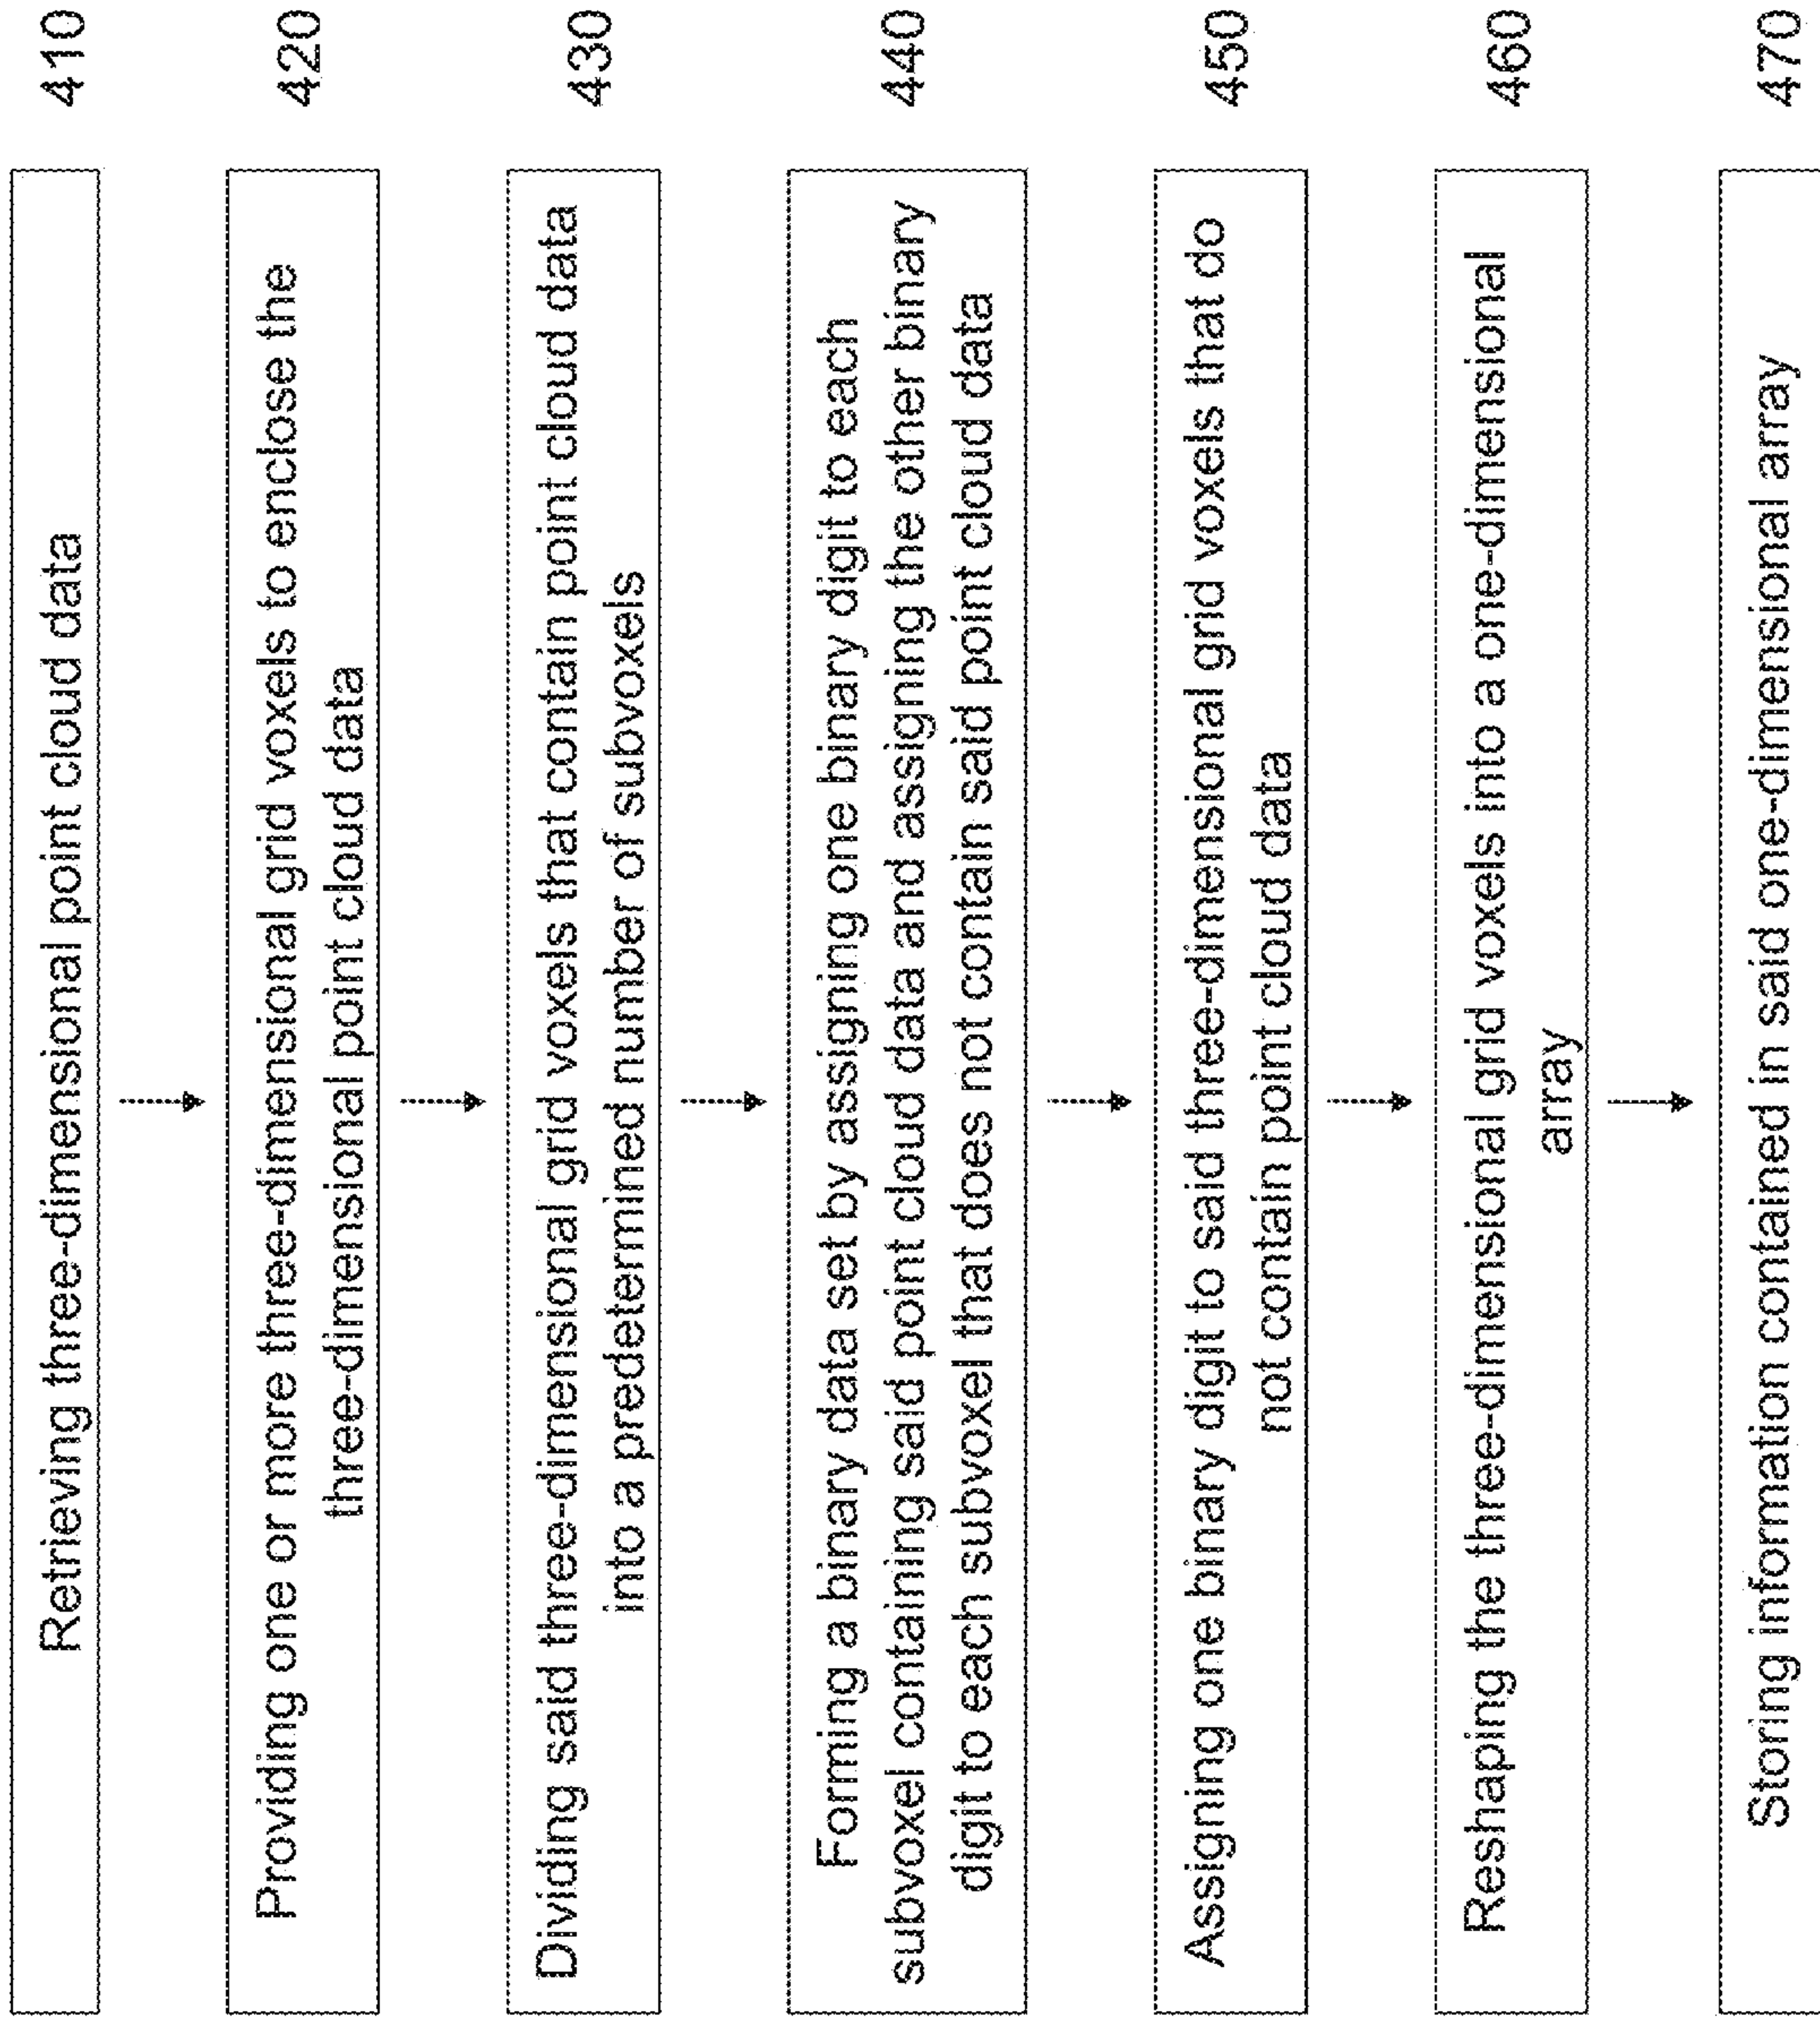 Retrieving three-dimensional point cloud data
410
Providing one or more three-dimensional grid voxels to enclose the
three-dimensional point cloud data
420
Dividing said three-dimensional grid voxels that contain point cloud data
into a predetermined number of subvoxels
430
Forming a binary data set by assigning one binary digit to each
subvoxel containing said point cloud data and assigning the other binary
digit to each subvoxel that does not contain said point cloud data
440
Assigning one binary digit to said three-dimensional grid voxels that do
not contain point cloud data
450
Reshaping the three-dimensional grid voxels into a one-dimensional
array
460
Storing information contained in said one-dimensional array
470